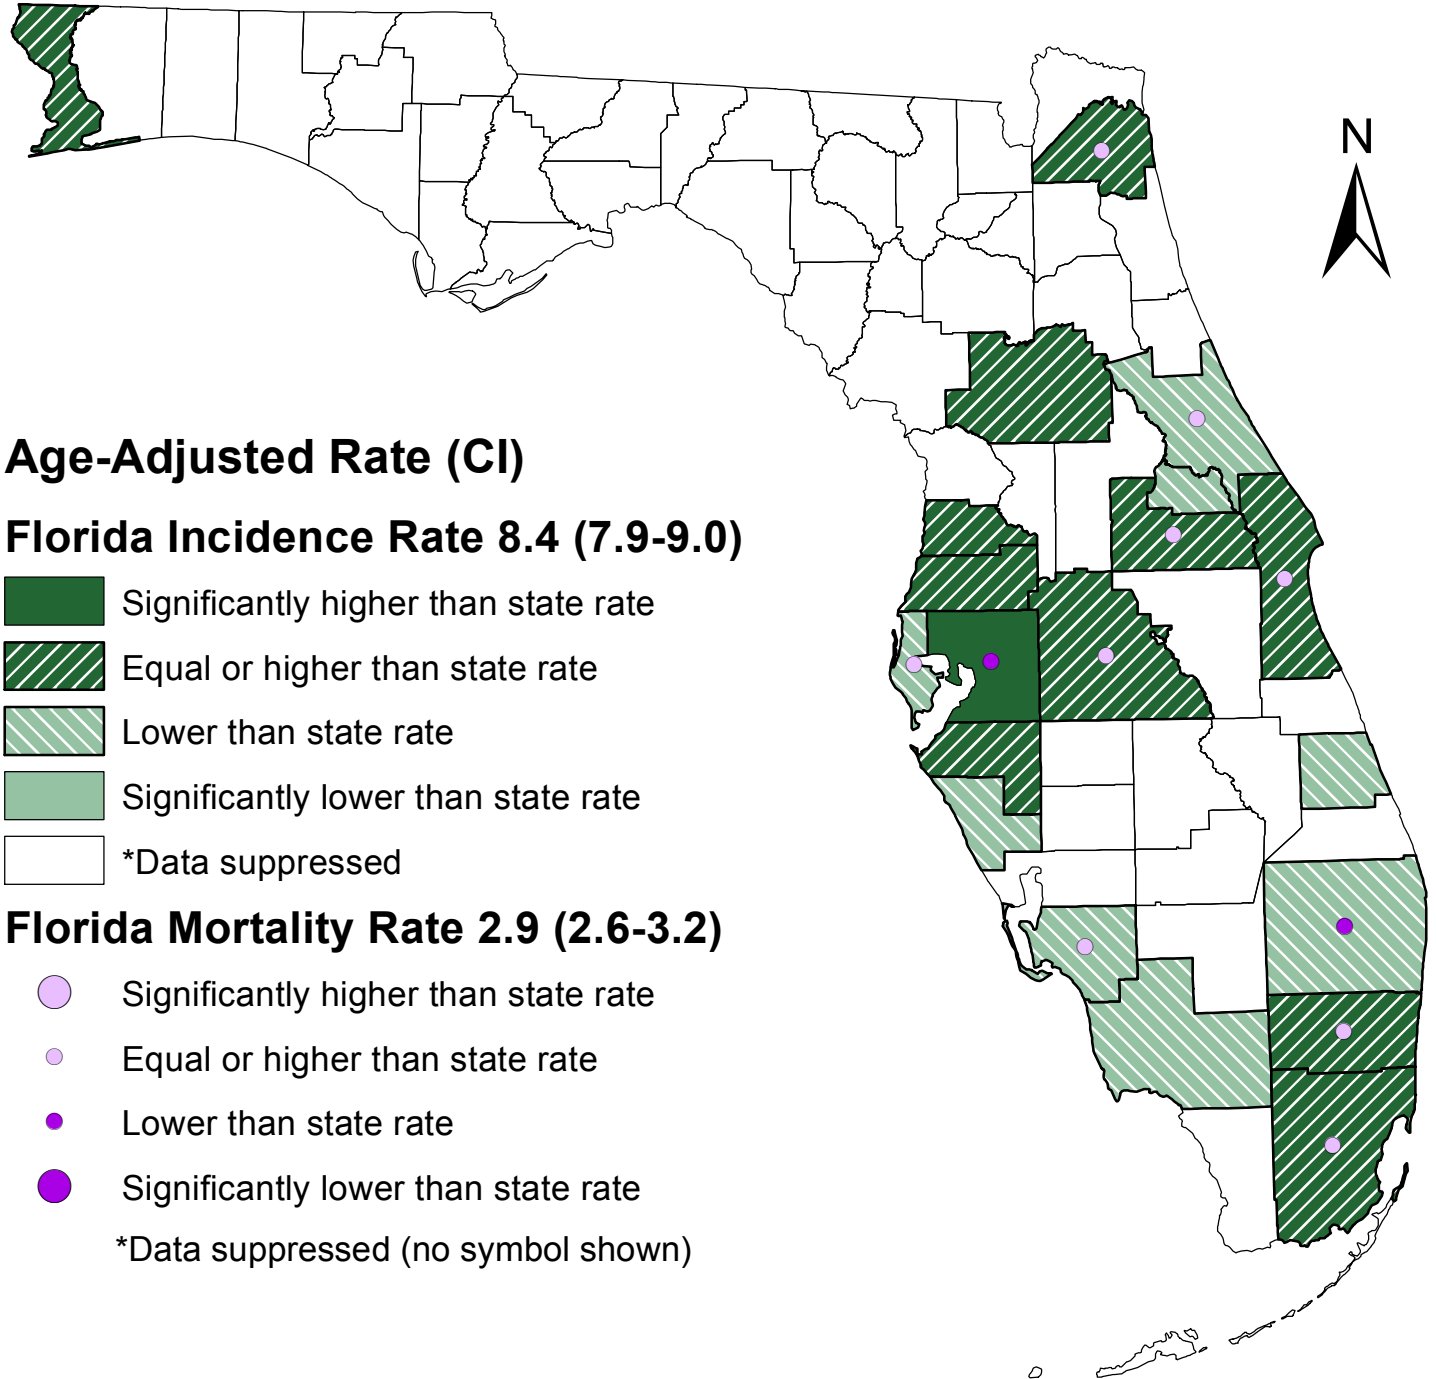 N
Age-Adjusted Rate (CI)
Florida Incidence Rate 8.4 (7.9-9.0)
Significantly higher than state rate
Equal or higher than state rate
Lower than state rate
Significantly lower than state rate
*Data suppressed
Florida Mortality Rate 2.9 (2.6-3.2)
Significantly higher than state rate
Equal or higher than state rate
Lower than state rate
Significantly lower than state rate
*Data suppressed (no symbol shown)